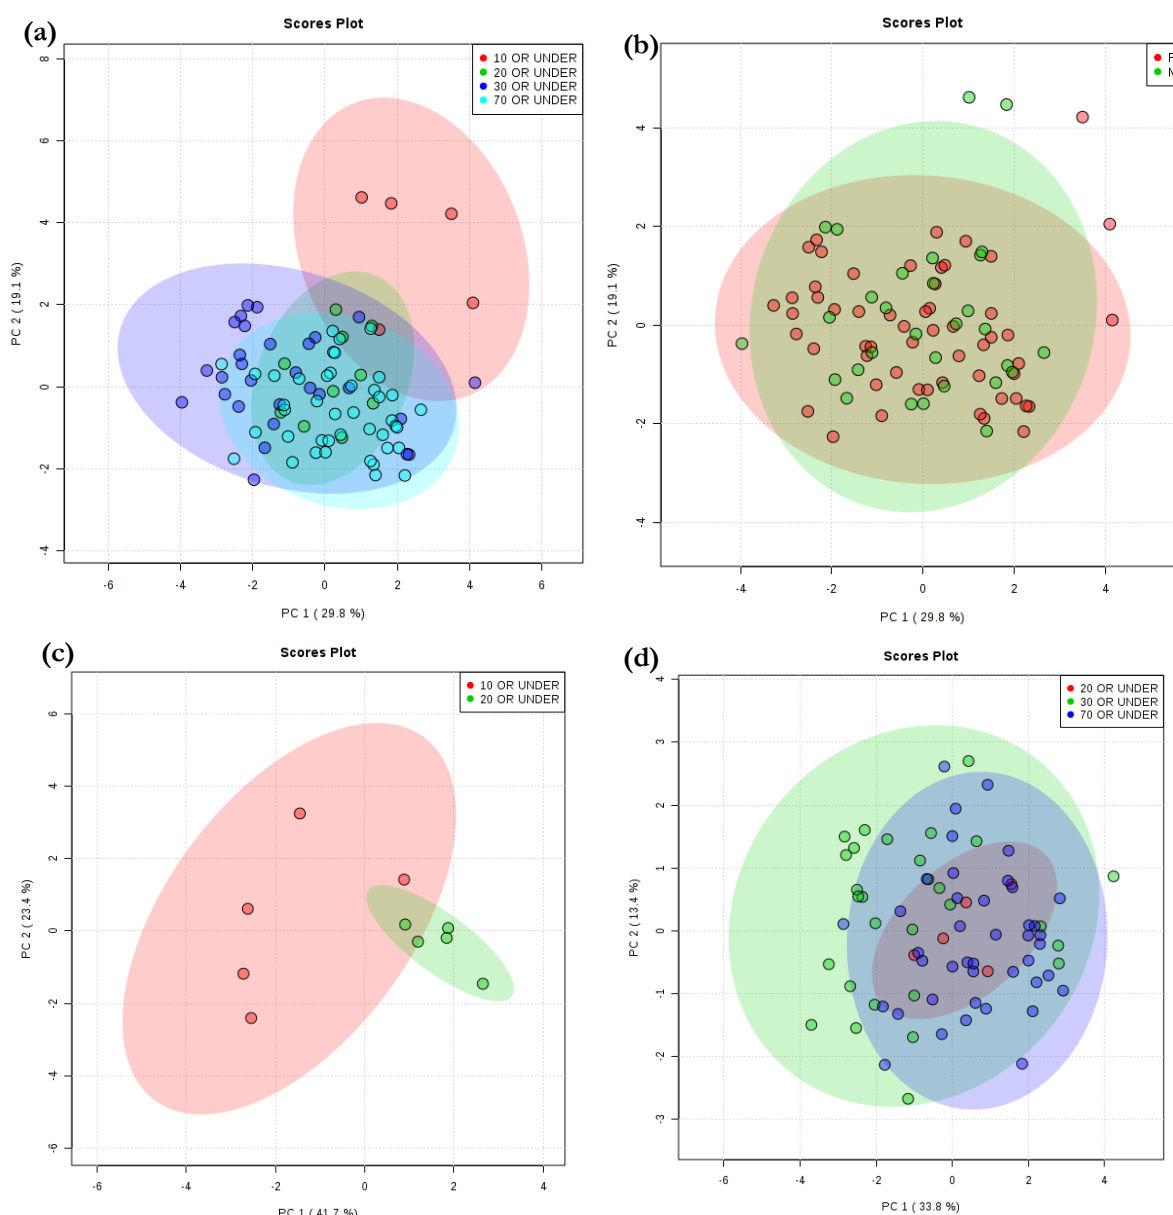 (a)
Scores Plot
10 OR UNDER
20 OR UNDER
30 OR UNDER
70 OR UNDER
PC 2 ( 19.1 %)
8
6
4
2
0
-2
-4
-6 -4 -2 0 2 4 6
PC 1 ( 29.8 %)
(b)
Scores Plot
PC 2 ( 19.1 %)
4
2
0
-2
-4
-4 -2 0 2 4
PC 1 ( 29.8 %)
(c)
Scores Plot
10 OR UNDER
20 OR UNDER
PC 2 ( 23.4 %)
6
4
2
0
-2
-4
-6
-6 -4 -2 0 2 4
PC 1 ( 41.7 %)
(d)
Scores Plot
20 OR UNDER
30 OR UNDER
70 OR UNDER
PC 2 ( 13.4 %)
4
3
2
1
0
-1
-2
-3
-6 -4 -2 0 2 4
PC 1 ( 33.8 %)